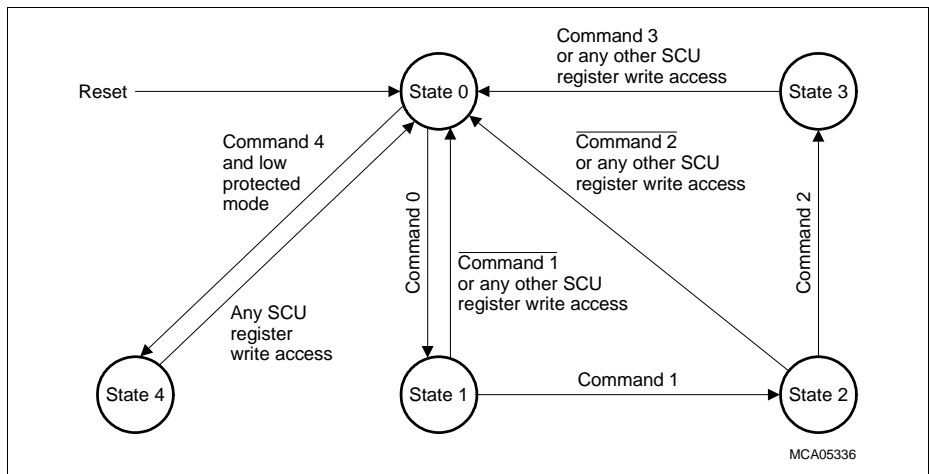 Command 3
or any other SCU
register write access
Reset
State 0
State 3
Command 4
and low
protected
mode
Command 0
Command 2
or any other SCU
register write access
Command 2
Command 1
or any other SCU
register write access
Any SCU
register
write access
State 4
State 1
Command 1
State 2
MCA05336